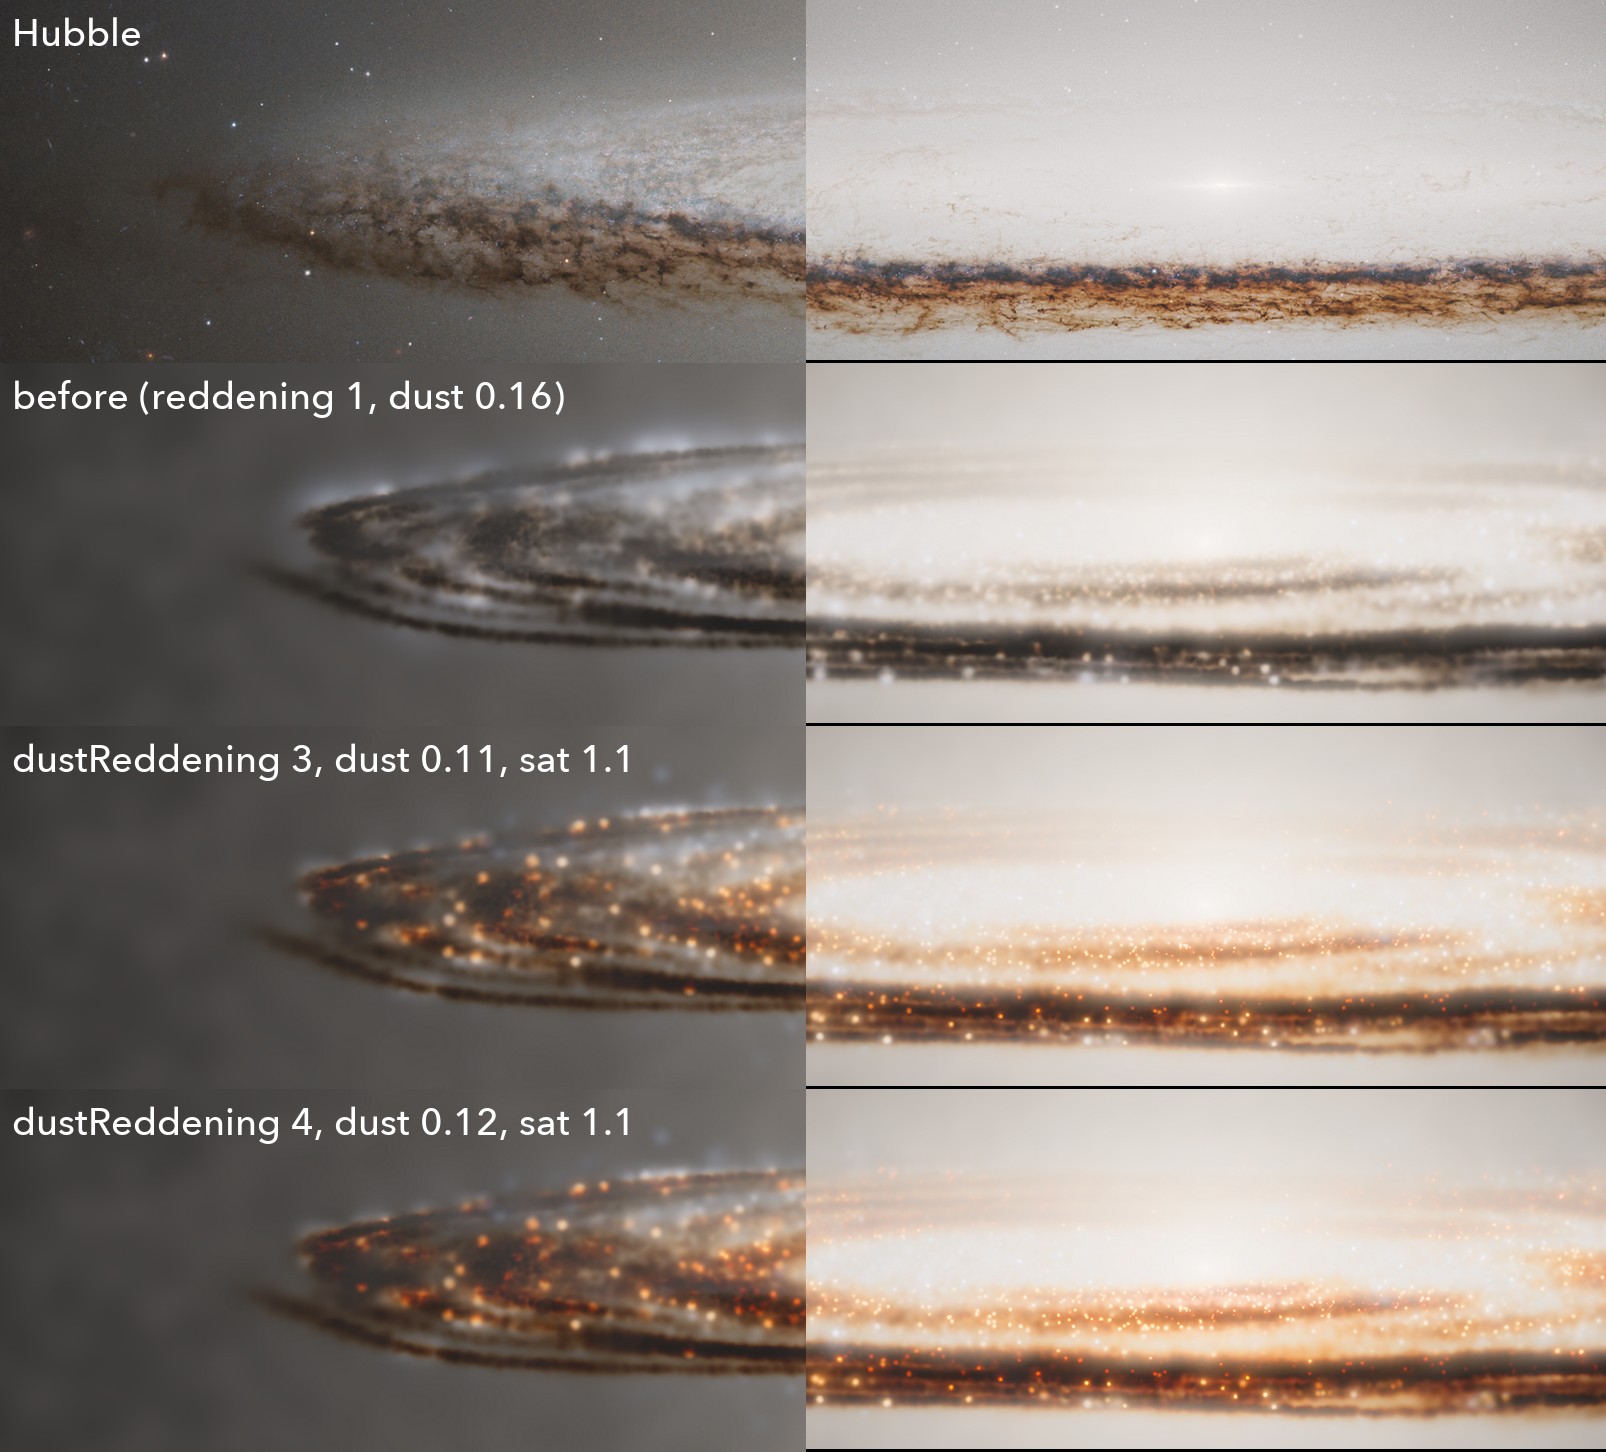 Hubble
before (reddening 1, dust 0.16)
dustReddening 3, dust 0.11, sat 1.1
dustReddening 4, dust 0.12, sat 1.1